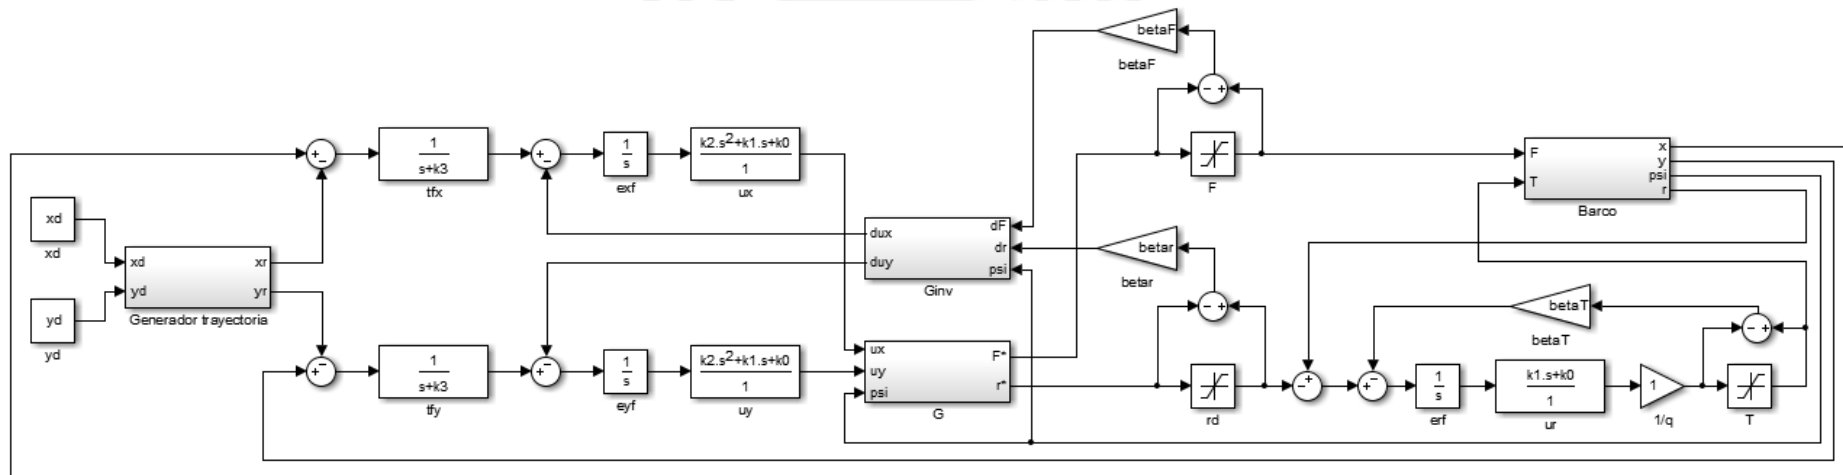 betaF
betaF
- +
+ -
1
s+k3
tfx
+ -
1
s
exf
k2.s²+k1.s+k0
1
ux
F
F
T
x
y
psi
r
Barco
xd
xd
yd
yd
xd
yd
xr
yr
Generador trayectoria
dux
duy
dF
dr
psi
Ginv
betar
betar
- +
betaT
betaT
- +
+ -
1
s+k3
tfy
+ -
1
s
eyf
k2.s²+k1.s+k0
1
uy
ux
uy
psi
F*
r*
G
rd
- +
+ -
1
s
erf
k1.s+k0
1
ur
1
1/q
T